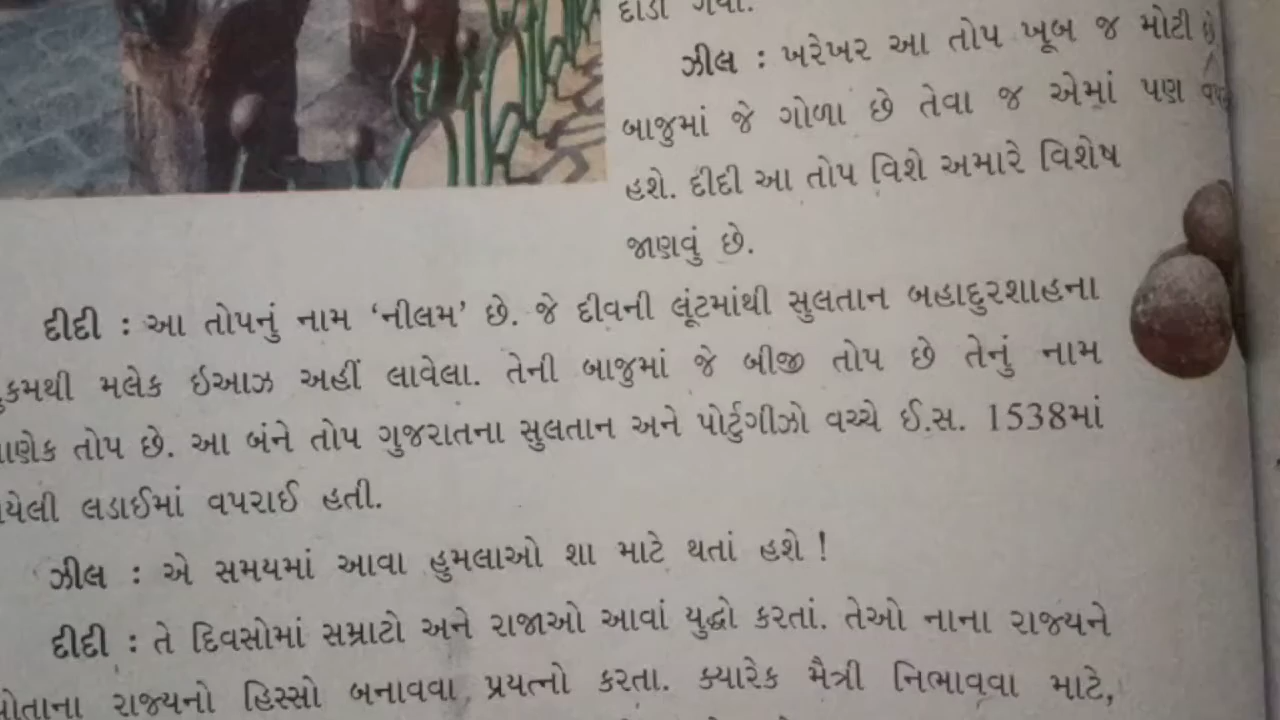 દોડી ગયા.
ઝીલ : ખરેખર આ તોપ ખૂબ જ મોટી છે
બાજુમાં જે ગોળા છે તેવા જ એમાં પણ
હશે. દીદી આ તોપ વિશે અમારે વિશેષ
જાણવું છે.
દીદી : આ તોપનું નામ ‘નીલમ’ છે. જે દીવની લૂંટમાંથી સુલતાન બહાદુરશાહના
કમથી મલેક ઇઆઝ અહીં લાવેલા. તેની બાજુમાં જે બીજી તોપ છે તેનું નામ
ાણેક તોપ છે. આ બંને તોપ ગુજરાતના સુલતાન અને પોર્ટુગીઝો વચ્ચે ઈ.સ. 1538માં
યેલી લડાઈમાં વપરાઈ હતી.
ઝીલ : એ સમયમાં આવા હુમલાઓ શા માટે થતાં હશે !
દીદી : તે દિવસોમાં સમ્રાટો અને રાજાઓ આવાં યુદ્ધો કરતાં. તેઓ નાના રાજ્યને
પોતાના રાજ્યનો હિસ્સો બનાવવા પ્રયત્નો કરતા. ક્યારેક મૈત્રી નિભાવવા માટે,